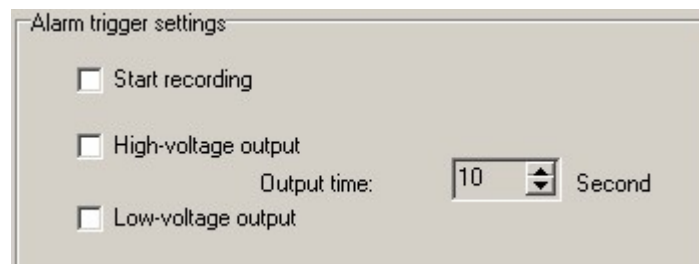 Alarm trigger settings
Start recording
High-voltage output
Output time: 10 Second
Low-voltage output